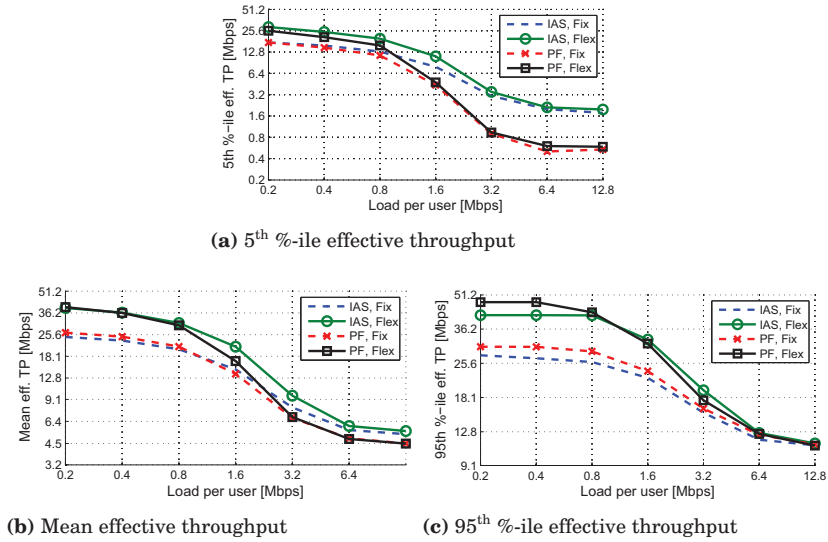 51.2
25.6
12.8
6.4
3.2
1.6
0.8
0.4
0.2
5th %-ile eff. TP [Mbps]
IAS, Fix
IAS, Flex
PF, Fix
PF, Flex
0.2 0.4 0.8 1.6 3.2 6.4 12.8
Load per user [Mbps]
(a) 5th %-ile effective throughput
51.2
36.2
25.6
18.1
12.8
9.1
6.4
4.5
3.2
Mean eff. TP [Mbps]
IAS, Fix
IAS, Flex
PF, Fix
PF, Flex
0.2 0.4 0.8 1.6 3.2 6.4
Load per user [Mbps]
(b) Mean effective throughput
51.2
36.2
25.6
18.1
12.8
9.1
95th %-ile eff. TP [Mbps]
IAS, Fix
IAS, Flex
PF, Fix
PF, Flex
0.2 0.4 0.8 1.6 3.2 6.4 12.8
Load per user [Mbps]
(c) 95th %-ile effective throughput